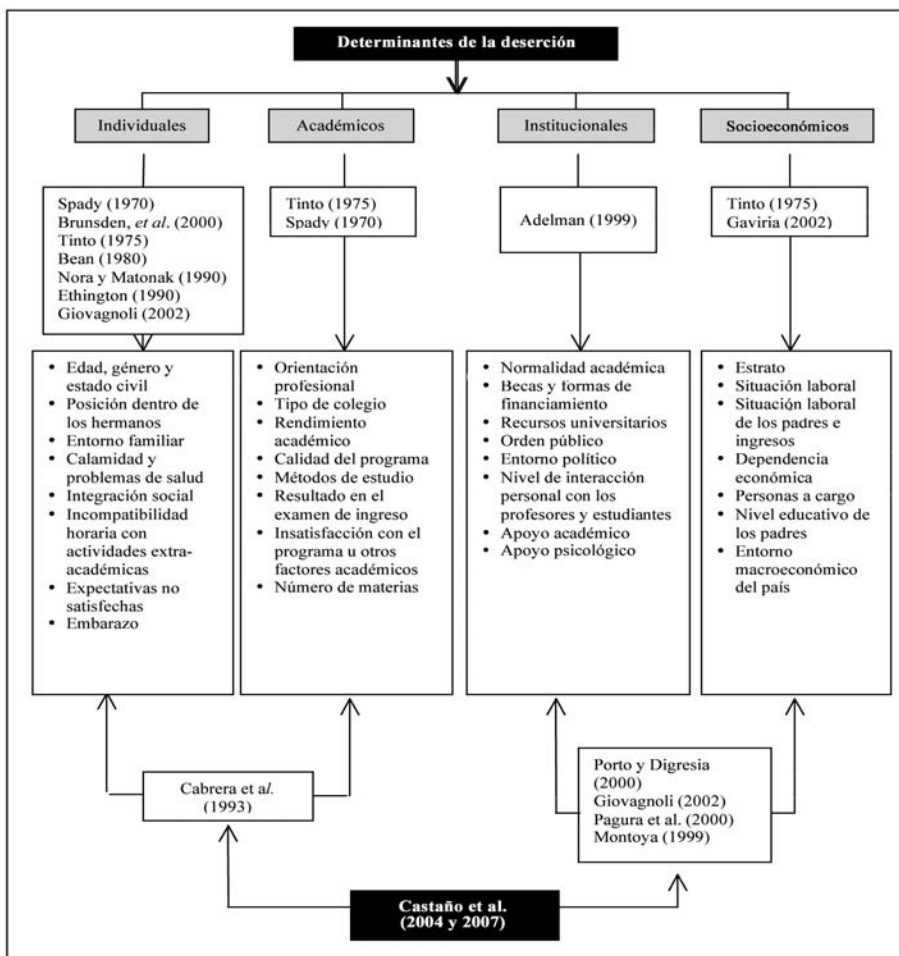 Determinantes de la deserción
Individuales
Académicos
Institucionales
Socioeconómicos
Spady (1970)
Brunsden, et al. (2000)
Tinto (1975)
Bean (1980)
Nora y Matonak (1990)
Ethington (1990)
Giovagnoli (2002)
Tinto (1975)
Spady (1970)
Adelman (1999)
Tinto (1975)
Gaviria (2002)
• Edad, género y
estado civil
• Posición dentro de
los hermanos
• Entorno familiar
• Calamidad y
problemas de salud
• Integración social
• Incompatibilidad
horaria con
actividades extra-
académicas
• Expectativas no
satisfechas
• Embarazo
• Orientación
profesional
• Tipo de colegio
• Rendimiento
académico
• Calidad del programa
• Métodos de estudio
• Resultado en el
examen de ingreso
• Insatisfacción con el
programa u otros
factores académicos
• Número de materias
• Normalidad académica
• Becas y formas de
financiamiento
• Recursos universitarios
• Orden público
• Entorno político
• Nivel de interacción
personal con los
profesores y estudiantes
• Apoyo académico
• Apoyo psicológico
• Estrato
• Situación laboral
• Situación laboral
de los padres e
ingresos
• Dependencia
económica
• Personas a cargo
• Nivel educativo de
los padres
• Entorno
macroeconómico
del país
Cabrera et al.
(1993)
Porto y Digresia
(2000)
Giovagnoli (2002)
Pagura et al. (2000)
Montoya (1999)
Castaño et al.
(2004 y 2007)